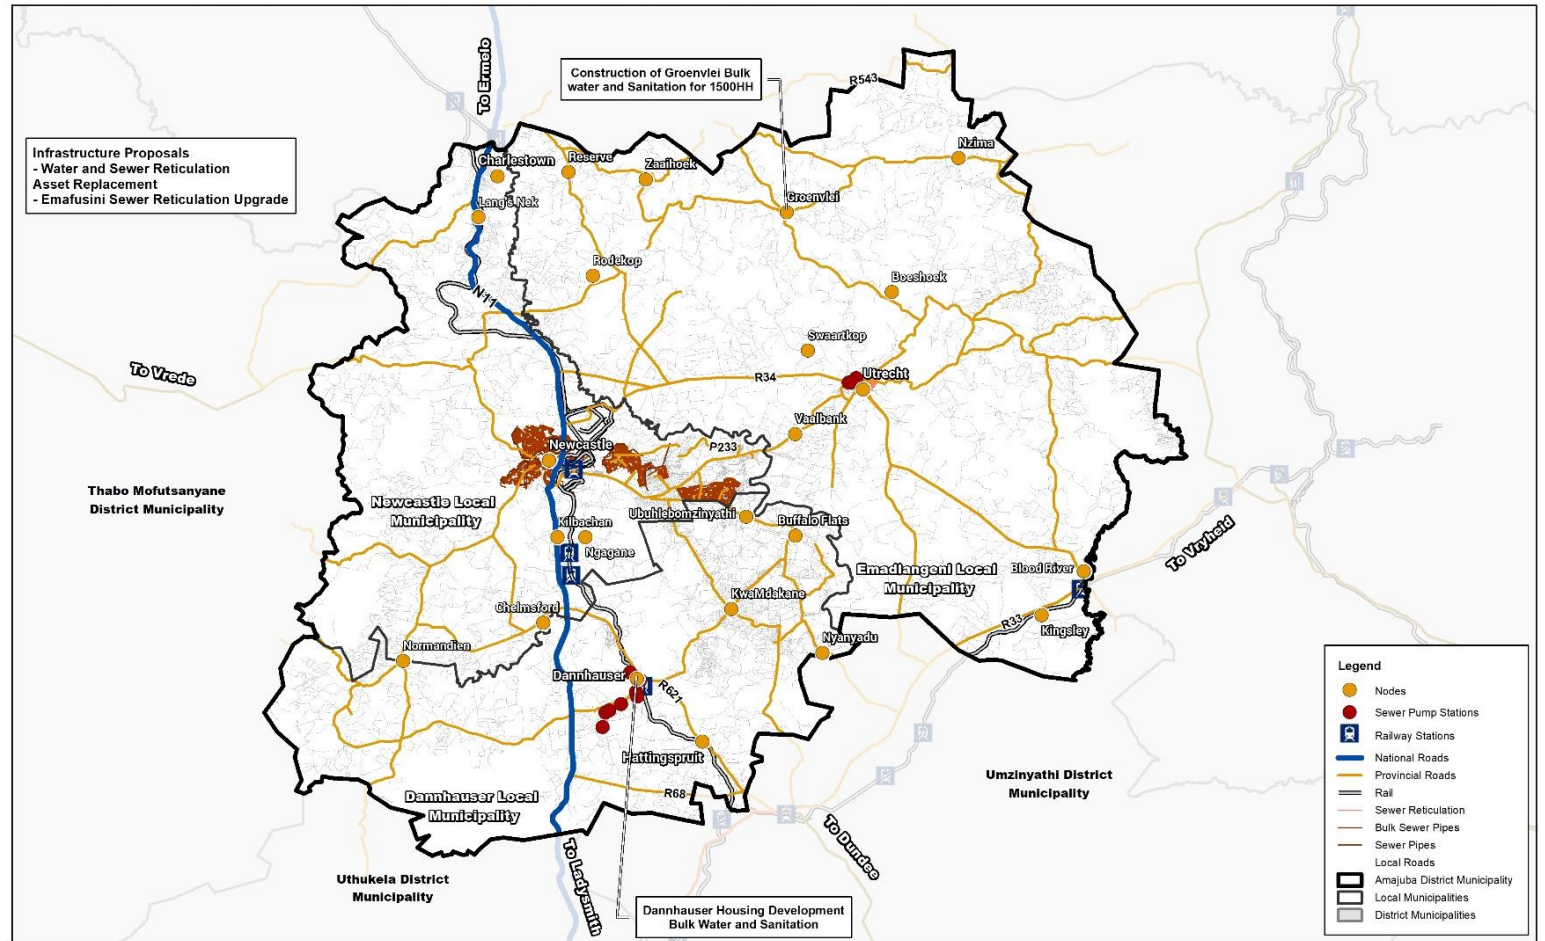 To Ermelo
R543
Construction of Groenvlei Bulk
water and Sanitation for 1500HH
Infrastructure Proposals
- Water and Sewer Reticulation
Asset Replacement
- Emafusini Sewer Reticulation Upgrade
Charlestown
Reserve
Zaaihoek
Nzima
Groenvlei
Lang's Nek
Rodekop
Boeshoek
N11
Swaartkop
To Vrede
R34
Utrecht
Vaalbank
P233
Newcastle
Thabo Mofutsanyane
District Municipality
Newcastle Local
Municipality
Ubuhlebomzinyathi
Buffalo Flats
Kilbachan
Ngagane
To Vryheid
Emadlangeni Local
Municipality
Blood River
Chelmsford
KwaMdakane
R33
Kingsley
Normandien
Nyanyadu
Dannhauser
R621
Hattingspruit
Umzinyathi District
Municipality
R68
Dannhauser Local
Municipality
To Dundee
To Ladysmith
Uthukela District
Municipality
Dannhauser Housing Development
Bulk Water and Sanitation
Legend
Nodes
Sewer Pump Stations
Railway Stations
National Roads
Provincial Roads
Rail
Sewer Reticulation
Bulk Sewer Pipes
Sewer Pipes
Local Roads
Amajuba District Municipality
Local Municipalities
District Municipalities